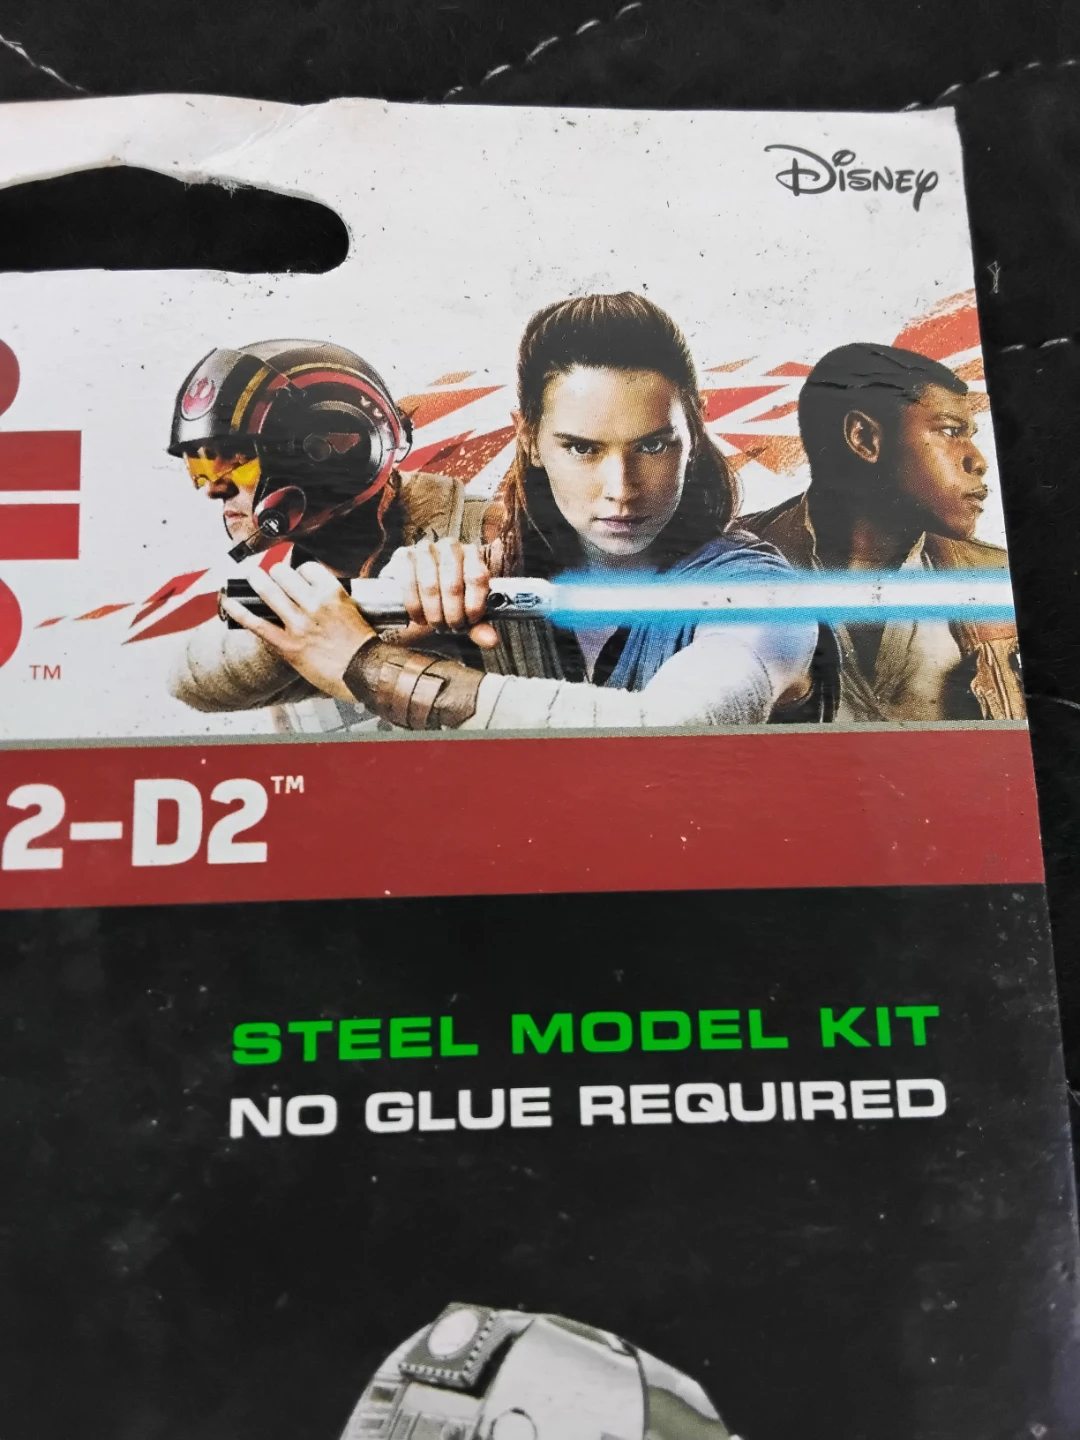 Disney
TM
2-D2™
STEEL MODEL KIT
NO GLUE REQUIRED